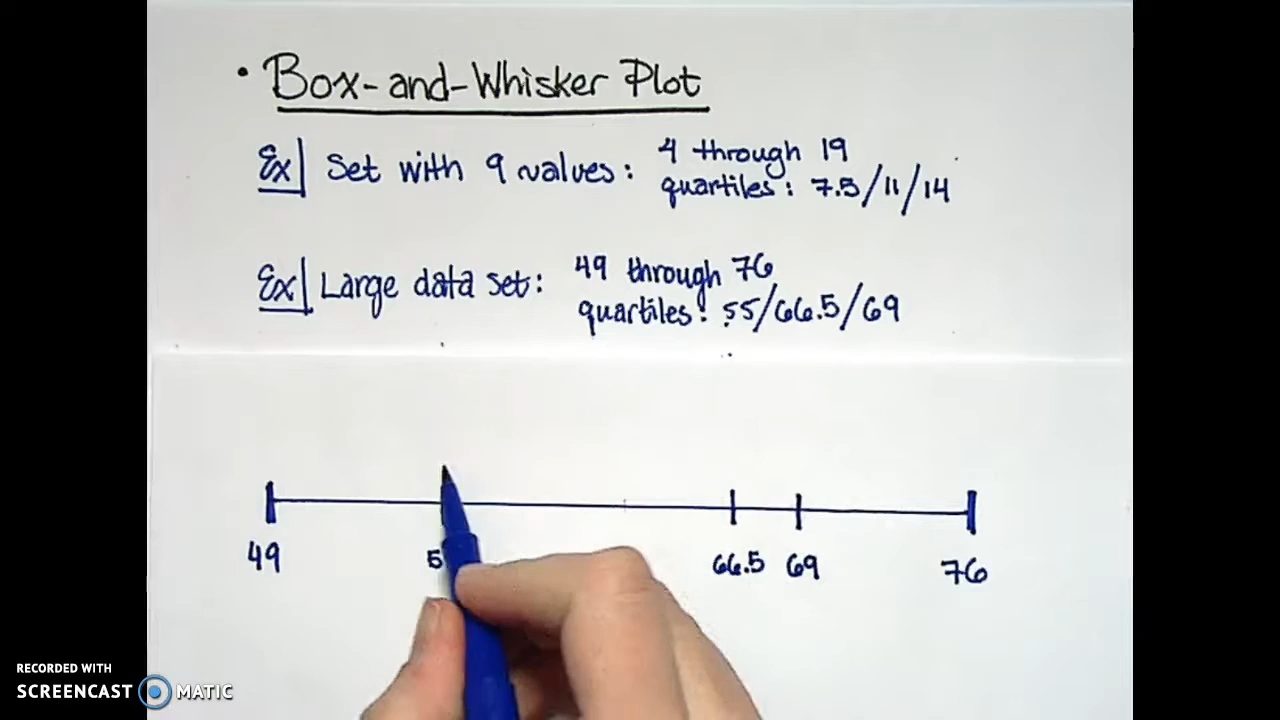 • Box-and-Whisker Plot
Ex| Set with 9 values: 4 through 19
quartiles: 7.5/11/14
Ex| Large data set: 49 through 76
quartiles: 55/66.5/69
49 5 66.5 69 76
RECORDED WITH
SCREENCAST MATIC